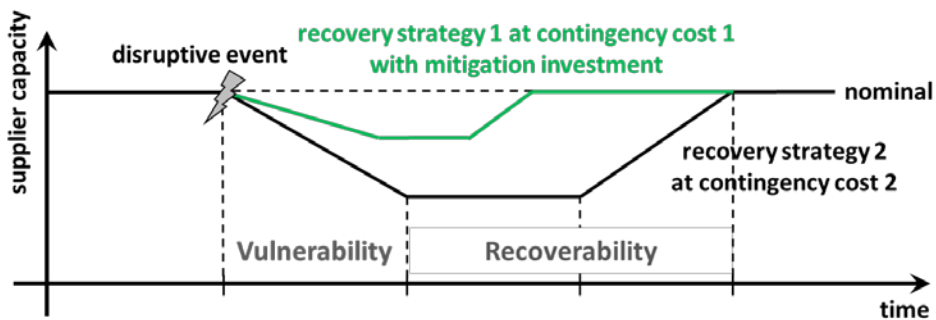 recovery strategy 1 at contingency cost 1
with mitigation investment
disruptive event
supplier capacity
nominal
recovery strategy 2
at contingency cost 2
Vulnerability
Recoverability
time